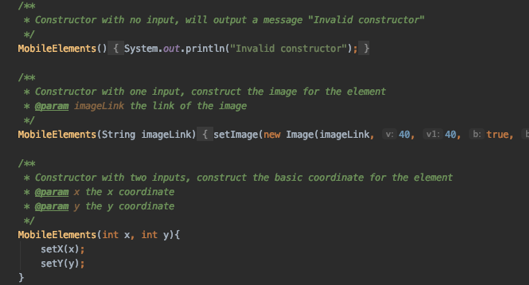 /**
* Constructor with no input, will output a message "Invalid constructor"
*/
MobileElements() { System.out.println("Invalid constructor"); }
/**
* Constructor with one input, construct the image for the element
* @param imageLink the link of the image
*/
MobileElements(String imageLink) { setImage(new Image(imageLink, v: 40, v1: 40, b: true, b
/**
* Constructor with two inputs, construct the basic coordinate for the element
* @param x the x coordinate
* @param y the y coordinate
*/
MobileElements(int x, int y){
setX(x);
setY(y);
}